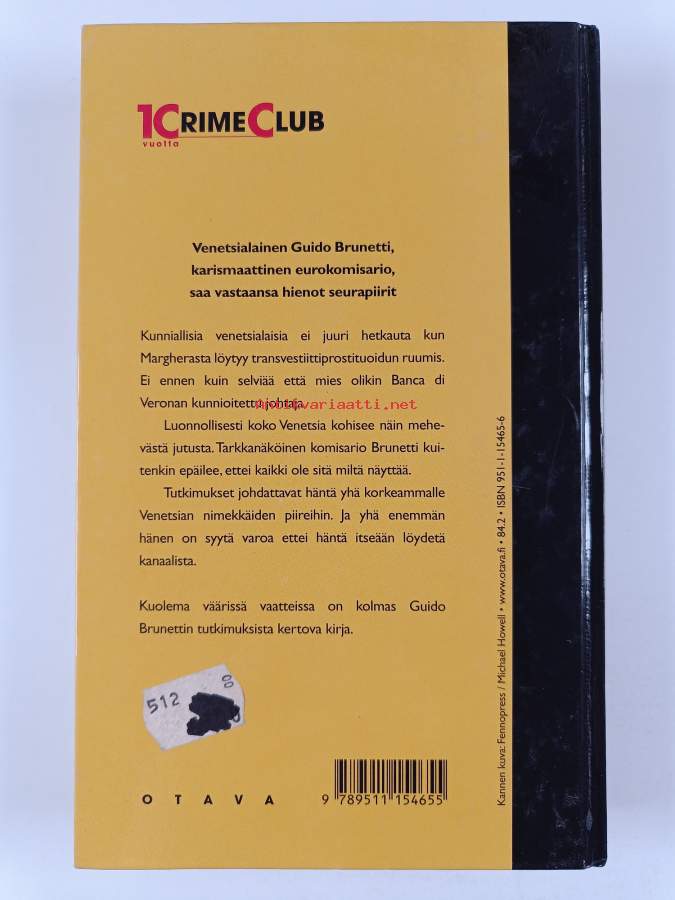 1CRIMECLUB
vuotta
Venetsialainen Guido Brunetti,
karismaattinen eurokomisario,
saa vastaansa hienot seurapiirit
Kunniallisia venetsialaisia ei juuri hetkauta kun
Margherasta löytyy transvestiittiprostituoidun ruumis.
Ei ennen kuin selviää että mies olikin Banca di
Veronan kunnioitettu johtaja.
Antikvariaatti.net
Luonnollisesti koko Venetsia kohisee näin mehe-
västä jutusta. Tarkkanäköinen komisario Brunetti kui-
tenkin epäilee, ettei kaikki ole sitä miltä näyttää.
Tutkimukset johdattavat häntä yhä korkeammalle
Venetsian nimekkäiden piireihin. Ja yhä enemmän
hänen on syytä varoa ettei häntä itseään löydetä
kanaalista.
Kuolema väärissä vaatteissa on kolmas Guido
Brunettin tutkimuksista kertova kirja.
512
00
OTAVA
9 789511 154655
Kannen kuva: Fennopress / Michael Howell • www.otava.fi • 84.2 • ISBN 951-1-15465-6